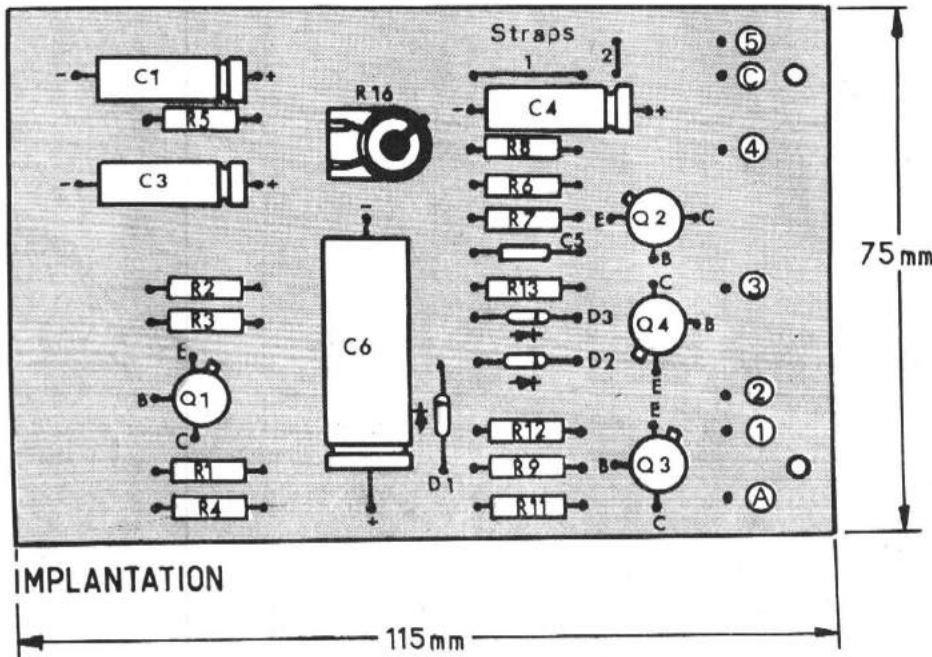 Straps
1
2
5
C
- C1 +
R5
R16
- C4 +
R8
4
- C3 +
R6
R7
E Q2 C
B
-
C5
R2
R13
C
3
R3
D3
Q4 B
C6
D2
E
E
B Q1
C
2
R12
E
1
R1
D1
R9
B Q3
R4
+
R11
C
A
75mm
IMPLANTATION
115mm